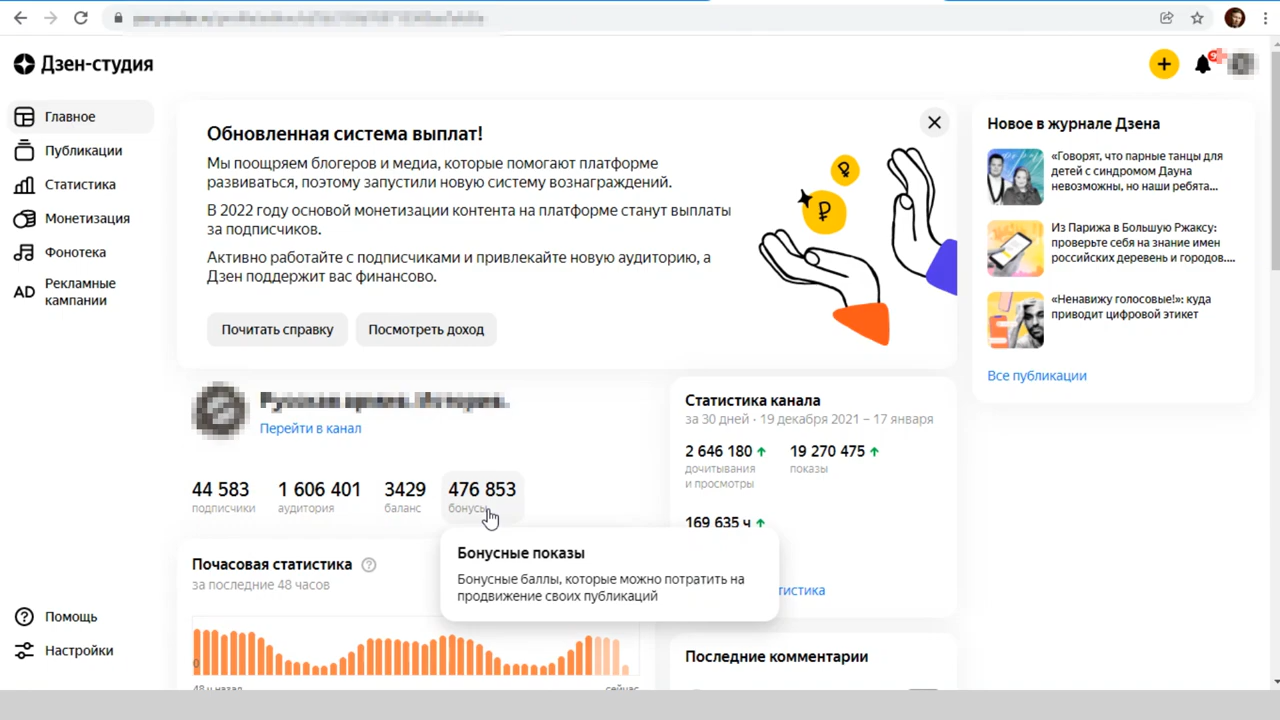 Дзен-студия
Главное
Публикации
Статистика
Монетизация
Фонотека
AD Рекламные
кампании
Помощь
Настройки
Обновленная система выплат!
Мы поощряем блогеров и медиа, которые помогают платформе
развиваться, поэтому запустили новую систему вознаграждений.
В 2022 году основой монетизации контента на платформе станут выплаты
за подписчиков.
Активно работайте с подписчиками и привлекайте новую аудиторию, а
Дзен поддержит вас финансово.
Почитать справку
Посмотреть доход
Перейти в канал
44 583
подписчики
1 606 401
аудитория
3429
баланс
476 853
бонусы
Бонусные показы
Бонусные баллы, которые можно потратить на
продвижение своих публикаций
Почасовая статистика
за последние 48 часов
0
48 ч назад
сейчас
Статистика канала
за 30 дней · 19 декабря 2021 – 17 января
2 646 180
дочитывания
и просмотры
19 270 475
показы
169 635 ч
Последние комментарии
Новое в журнале Дзена
«Говорят, что парные танцы для
детей с синдромом Дауна
невозможны, но наши ребята...
Из Парижа в Большую Ржаксу:
проверьте себя на знание имен
российских деревень и городов....
«Ненавижу голосовые!»: куда
приводит цифровой этикет
Все публикации